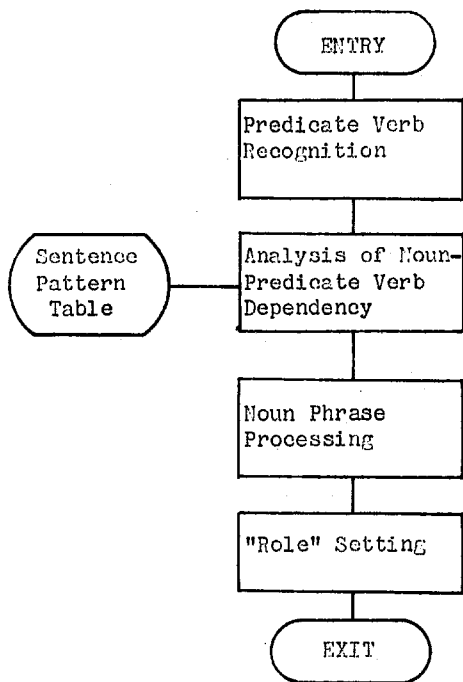 ENTRY
Predicate Verb
Recognition
Sentence
Pattern
Table
Analysis of Noun-
Predicate Verb
Dependency
Noun Phrase
Processing
"Role" Setting
EXIT